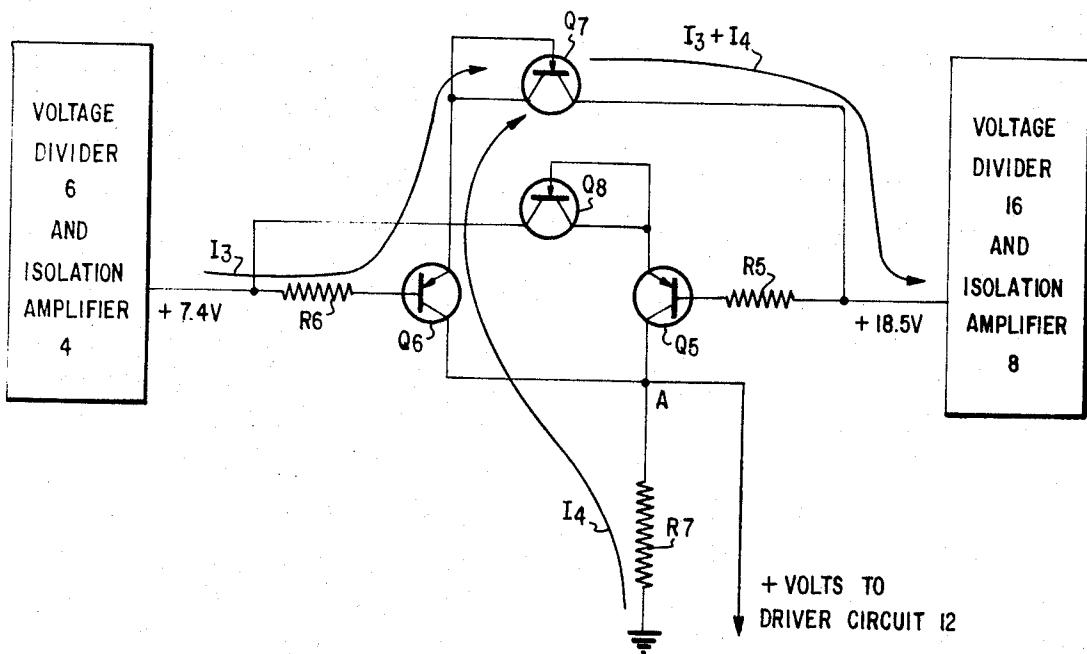 VOLTAGE
DIVIDER
6
AND
ISOLATION
AMPLIFIER
4
Q7
I3 + I4
VOLTAGE
DIVIDER
16
AND
ISOLATION
AMPLIFIER
8
Q8
I3
+ 7.4V
R6
Q6
R5
Q5
+ 18.5V
A
I4
R7
+ VOLTS TO
DRIVER CIRCUIT 12